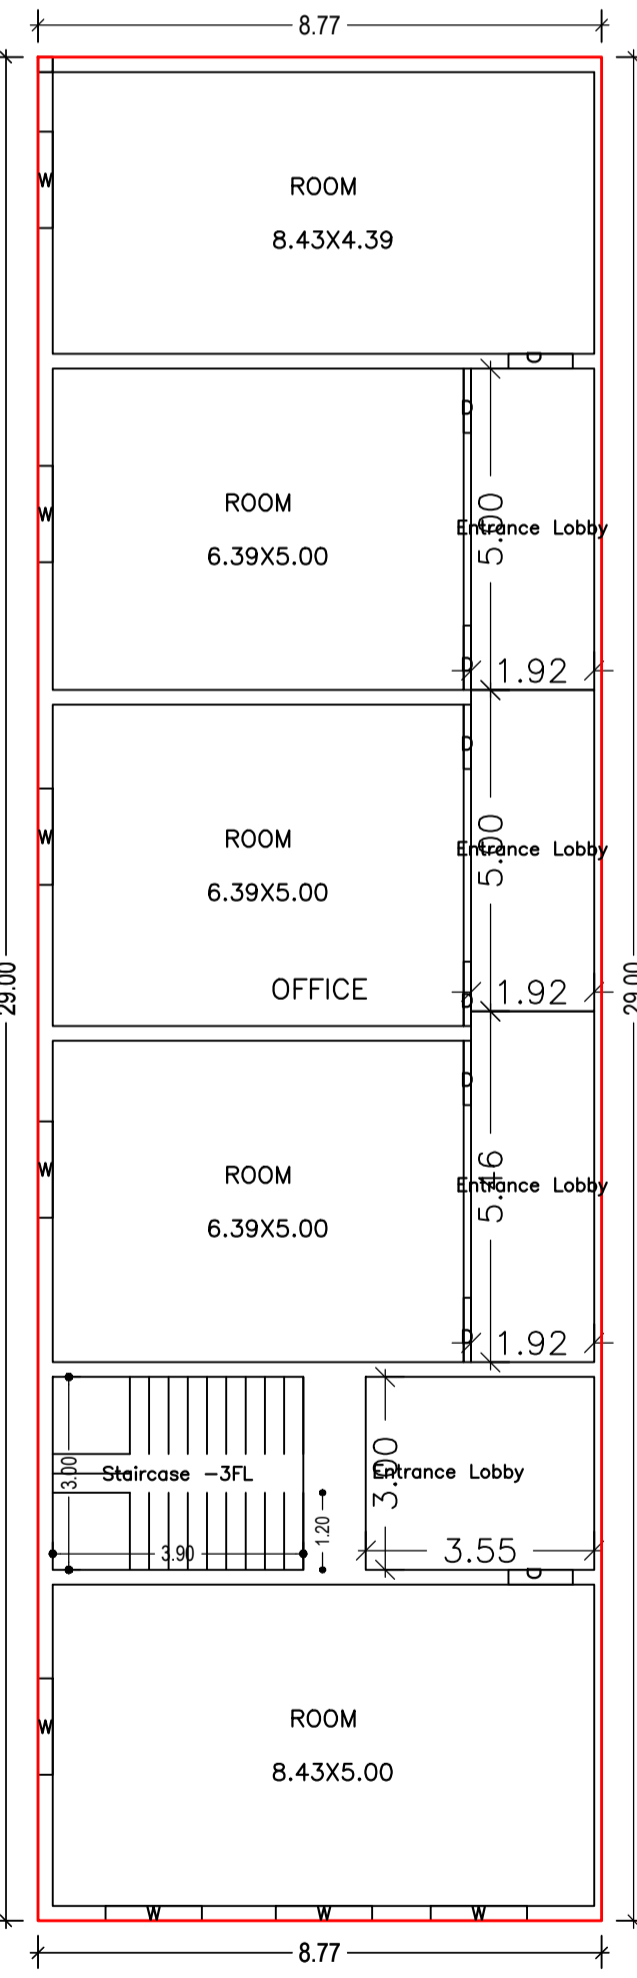 8.77
W
ROOM
8.43X4.39
D
D
ROOM
6.39X5.00
W
Entrance Lobby
5.00
D
1.92
D
W
ROOM
6.39X5.00
Entrance Lobby
5.00
OFFICE
D
1.92
29.00
29.00
D
W
ROOM
6.39X5.00
Entrance Lobby
5.46
D
1.92
3.00
Staircase -3FL
Entrance Lobby
3.00
1.20
3.90
3.55
D
W
ROOM
8.43X5.00
W
W
W
8.77